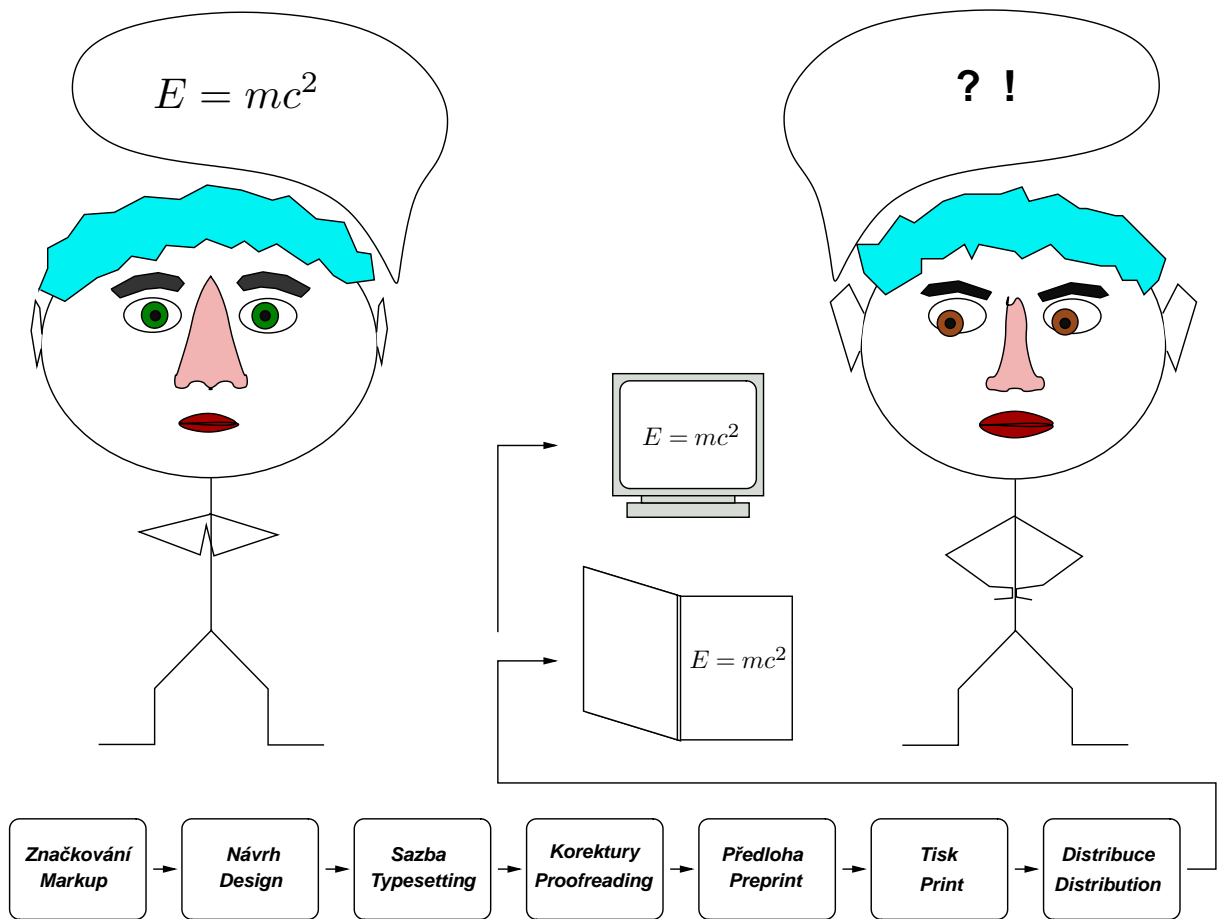 E = mc²
? !
E = mc²
E = mc²
Značkování
Markup
Návrh
Design
Sazba
Typesetting
Korektury
Proofreading
Předloha
Preprint
Tisk
Print
Distribuce
Distribution